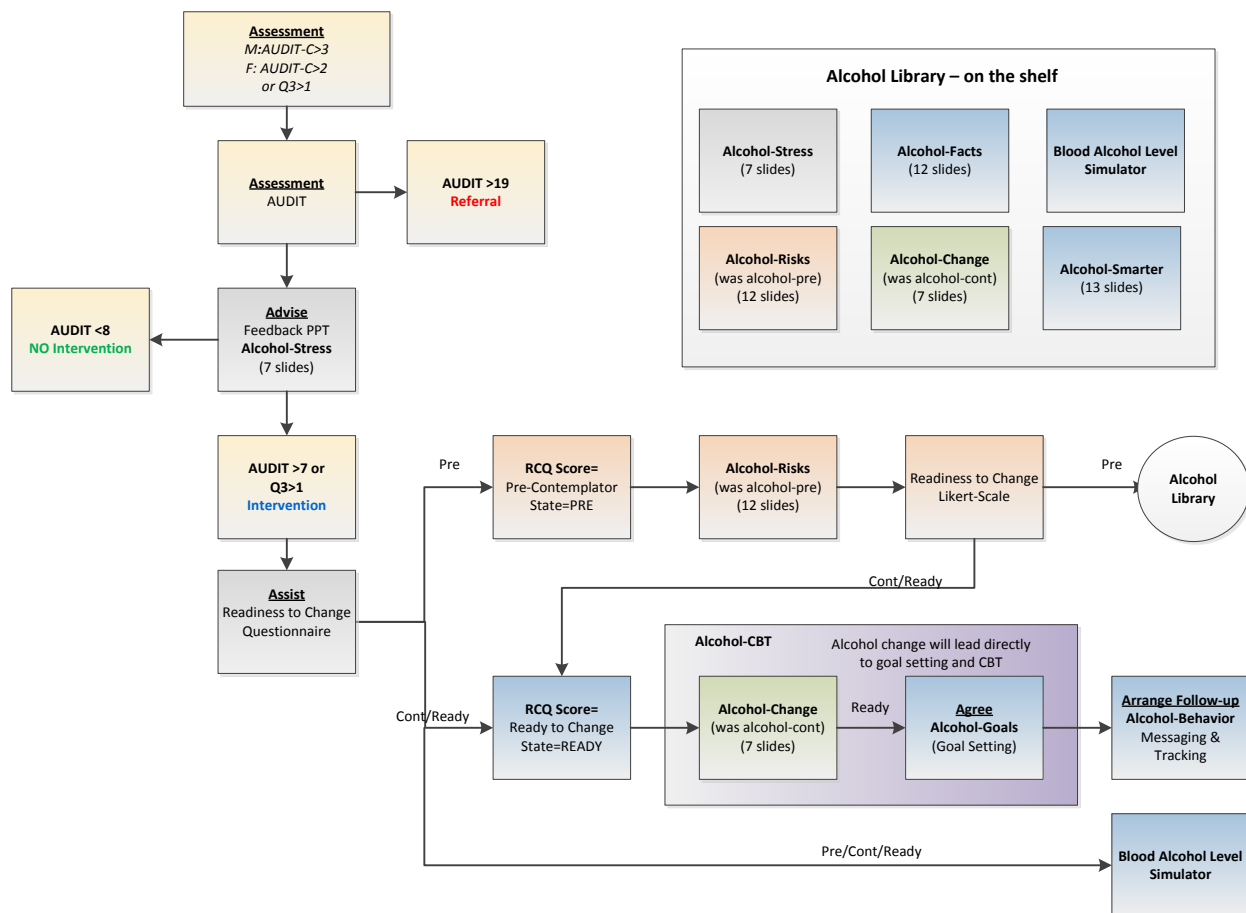 Assessment
M:AUDIT-C>3
F: AUDIT-C>2
or Q3>1
Assessment
AUDIT
AUDIT >19
Referral
Advise
Feedback PPT
Alcohol-Stress
(7 slides)
AUDIT <8
NO Intervention
AUDIT >7 or
Q3>1
Intervention
Assist
Readiness to Change
Questionnaire
Alcohol Library – on the shelf
Alcohol-Stress
(7 slides)
Alcohol-Facts
(12 slides)
Blood Alcohol Level
Simulator
Alcohol-Risks
(was alcohol-pre)
(12 slides)
Alcohol-Change
(was alcohol-cont)
(7 slides)
Alcohol-Smarter
(13 slides)
Pre
RCQ Score=
Pre-Contemplator
State=PRE
Alcohol-Risks
(was alcohol-pre)
(12 slides)
Readiness to Change
Likert-Scale
Pre
Alcohol
Library
Cont/Ready
Cont/Ready
RCQ Score=
Ready to Change
State=READY
Alcohol-CBT
Alcohol change will lead directly
to goal setting and CBT
Alcohol-Change
(was alcohol-cont)
(7 slides)
Ready
Agree
Alcohol-Goals
(Goal Setting)
Arrange Follow-up
Alcohol-Behavior
Messaging &
Tracking
Pre/Cont/Ready
Blood Alcohol Level
Simulator